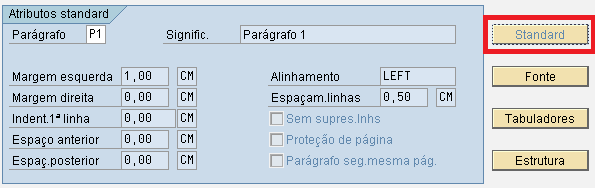 Atributos standard
Parágrafo P1 Signific. Parágrafo 1 Standard
Margem esquerda 1,00 CM Alinhamento LEFT Fonte
Margem direita 0,00 CM Espaçam.linhas 0,50 CM
Indent.1ª linha 0,00 CM Sem supres.lnhs Tabuladores
Espaço anterior 0,00 CM Proteção de página
Espaç.posterior 0,00 CM Parágrafo seg.mesma pág. Estrutura